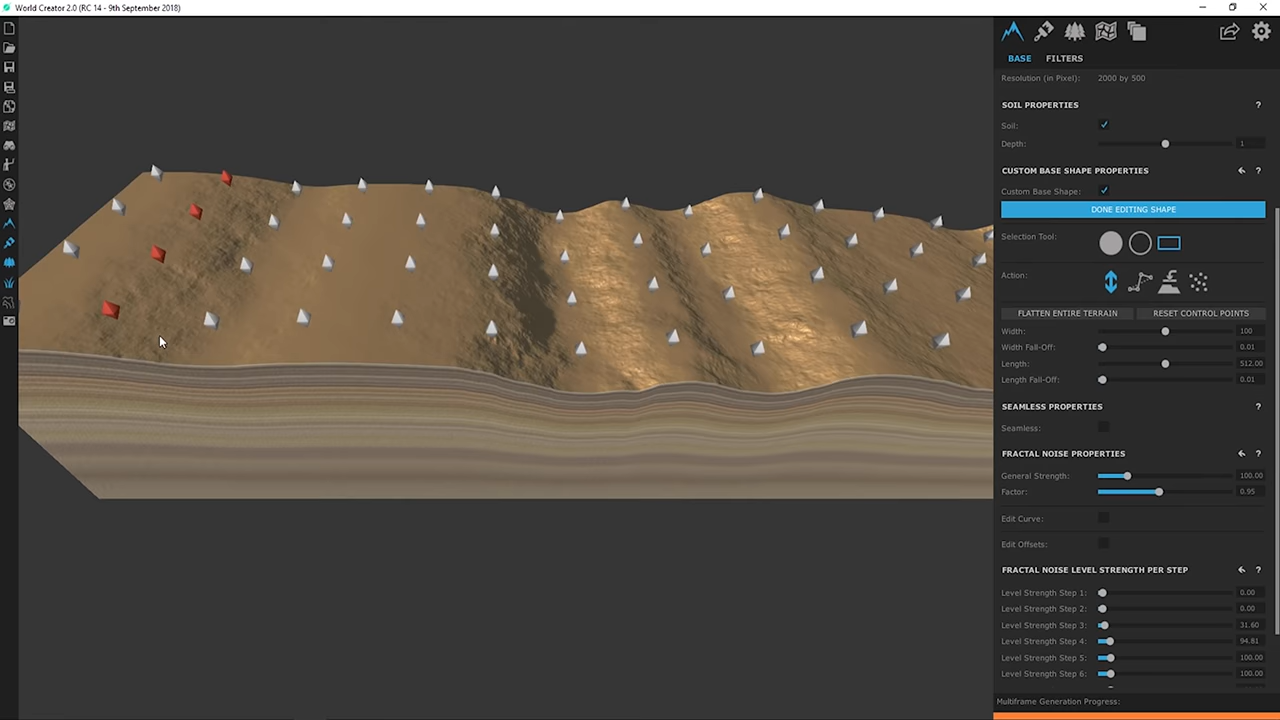 World Creator 2.0 (RC 14 - 9th September 2018)
BASE FILTERS
Resolution (in Pixel): 2000 by 500
SOIL PROPERTIES ?
Soil:
Depth: 1
CUSTOM BASE SHAPE PROPERTIES ?
Custom Base Shape:
DONE EDITING SHAPE
Selection Tool:
Action:
FLATTEN ENTIRE TERRAIN RESET CONTROL POINTS
Width: 100
Width Fall-Off: 0.01
Length: 512.00
Length Fall-Off: 0.01
SEAMLESS PROPERTIES ?
Seamless:
FRACTAL NOISE PROPERTIES ?
General Strength: 100.00
Factor: 0.95
Edit Curve:
Edit Offsets:
FRACTAL NOISE LEVEL STRENGTH PER STEP ?
Level Strength Step 1: 0.00
Level Strength Step 2: 0.00
Level Strength Step 3: 31.60
Level Strength Step 4: 94.81
Level Strength Step 5: 100.00
Level Strength Step 6: 100.00
Multiframe Generation Progress: